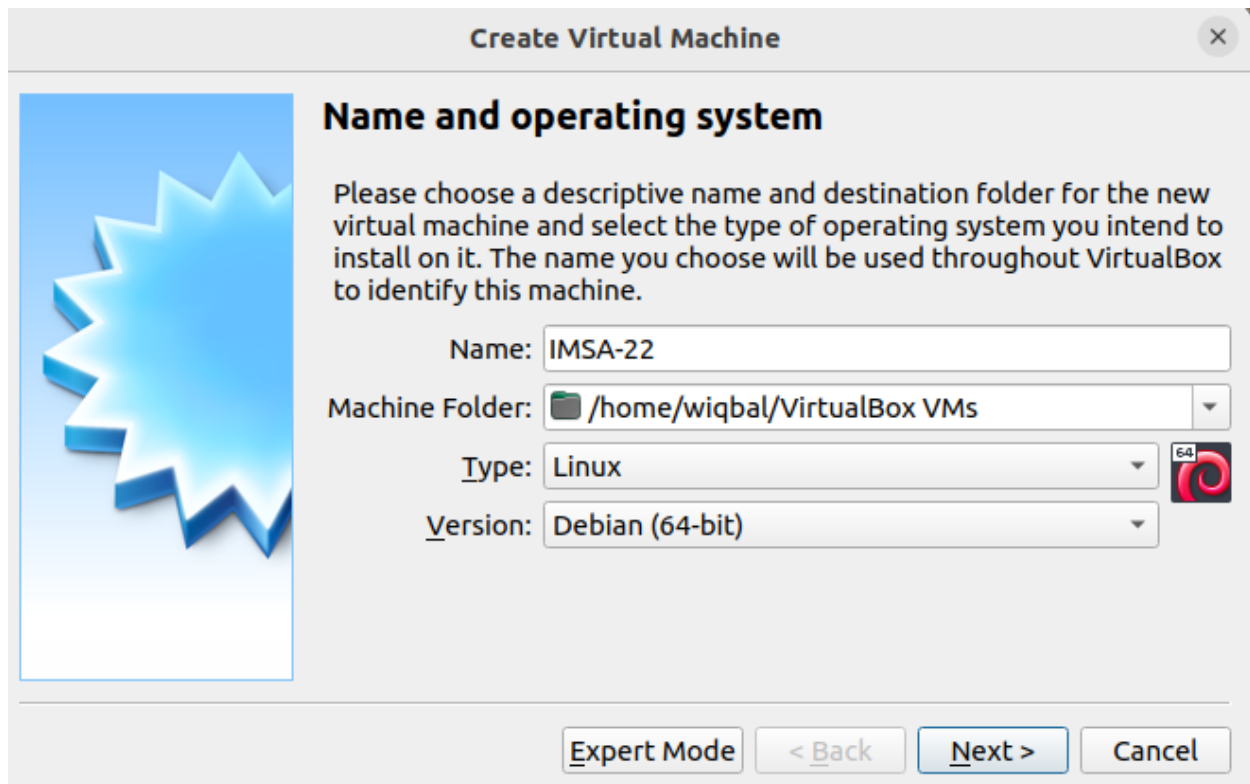 Create Virtual Machine
Name and operating system
Please choose a descriptive name and destination folder for the new
virtual machine and select the type of operating system you intend to
install on it. The name you choose will be used throughout VirtualBox
to identify this machine.
Name: IMSA-22
Machine Folder: /home/wiqbal/VirtualBox VMs
Type: Linux
64
Version: Debian (64-bit)
Expert Mode < Back Next > Cancel